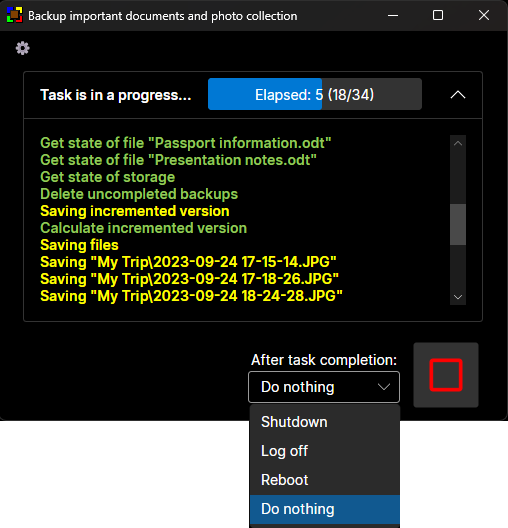 Backup important documents and photo collection
Task is in a progress...
Elapsed: 5 (18/34)
Get state of file "Passport information.odt"
Get state of file "Presentation notes.odt"
Get state of storage
Delete uncompleted backups
Saving incremented version
Calculate incremented version
Saving files
Saving "My Trip\2023-09-24 17-15-14.JPG"
Saving "My Trip\2023-09-24 17-18-26.JPG"
Saving "My Trip\2023-09-24 18-24-28.JPG"
After task completion:
Do nothing
Shutdown
Log off
Reboot
Do nothing